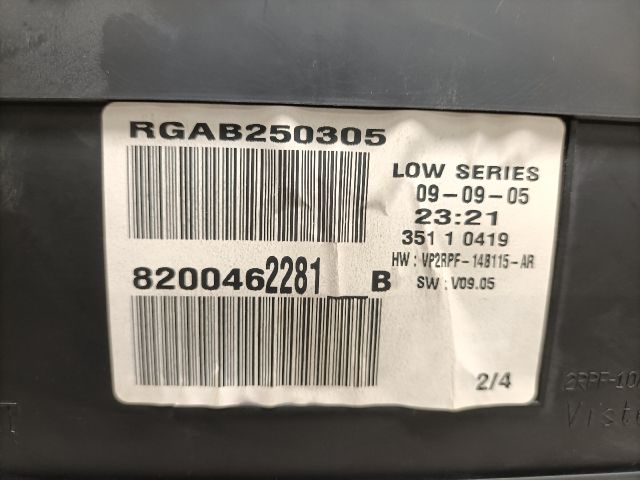 RGAB250305
LOW SERIES
09-09-05
23:21
351 1 0419
HW : VP2RPF-14B115-AR
SW : V09.05
8200462281__B
2/4